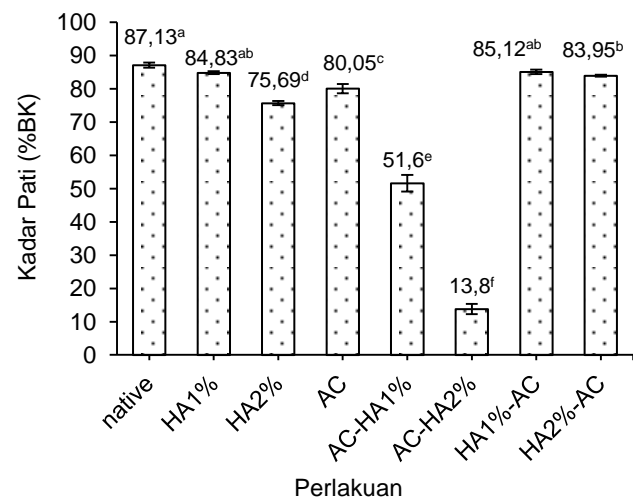 Kadar Pati (%BK)
100
90
80
70
60
50
40
30
20
10
0
87,13ᵃ
84,83ᵃᵇ
75,69ᵈ
80,05ᶜ
51,6ᵉ
13,8ᶠ
85,12ᵃᵇ
83,95ᵇ
native
HA1%
HA2%
AC
AC-HA1%
AC-HA2%
HA1%-AC
HA2%-AC
Perlakuan